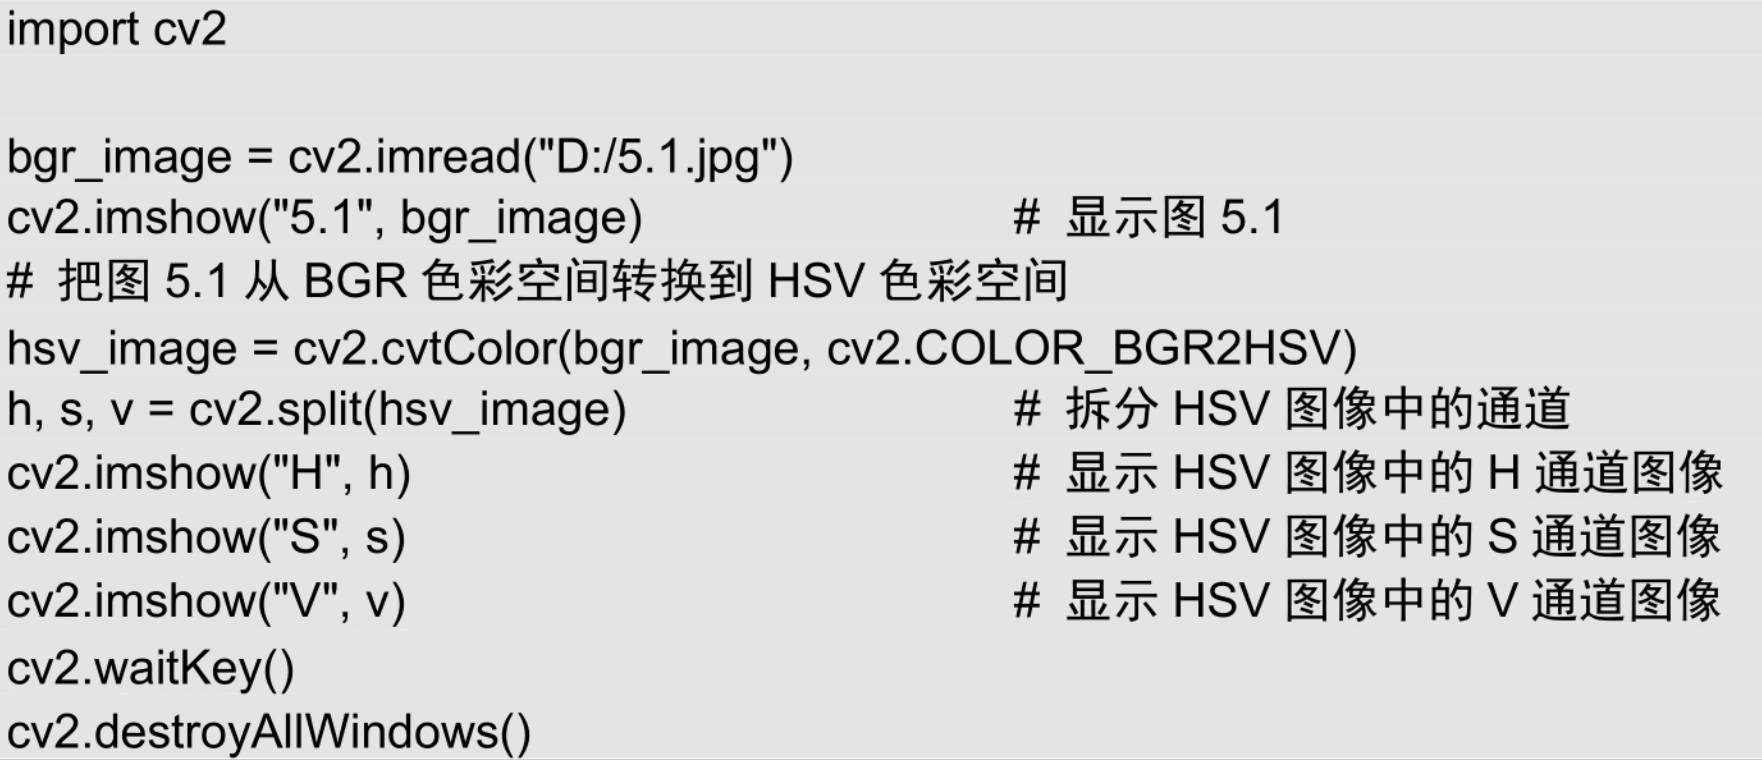 import cv2
bgr_image = cv2.imread("D:/5.1.jpg")
cv2.imshow("5.1", bgr_image) # 显示图 5.1
# 把图 5.1 从 BGR 色彩空间转换到 HSV 色彩空间
hsv_image = cv2.cvtColor(bgr_image, cv2.COLOR_BGR2HSV)
h, s, v = cv2.split(hsv_image) # 拆分 HSV 图像中的通道
cv2.imshow("H", h) # 显示 HSV 图像中的 H 通道图像
cv2.imshow("S", s) # 显示 HSV 图像中的 S 通道图像
cv2.imshow("V", v) # 显示 HSV 图像中的 V 通道图像
cv2.waitKey()
cv2.destroyAllWindows()